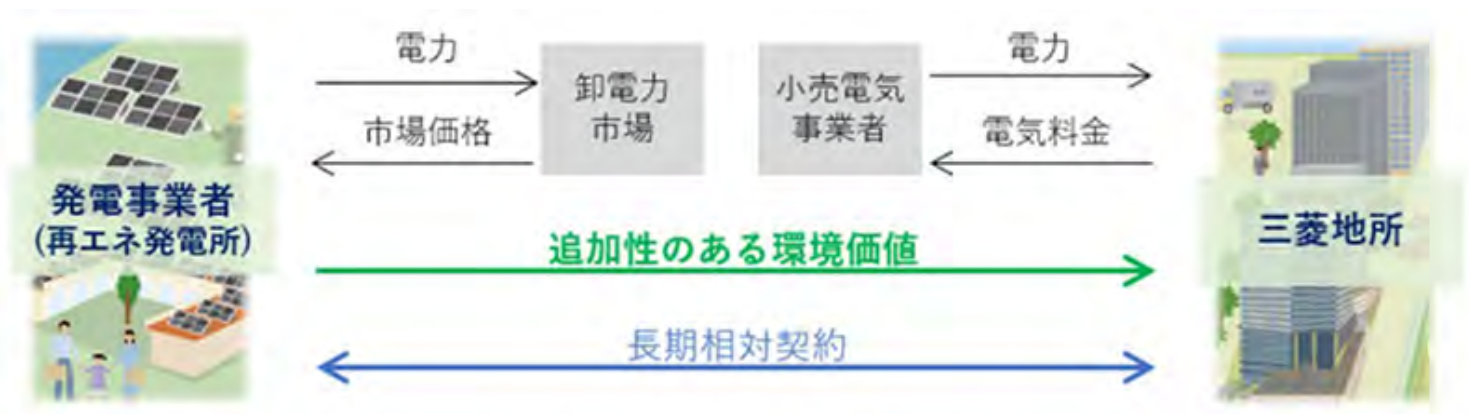 電力
市場価格
卸電力
市場
小売電気
事業者
電力
電気料金
発電事業者
(再エネ発電所)
追加性のある環境価値
三菱地所
長期相対契約